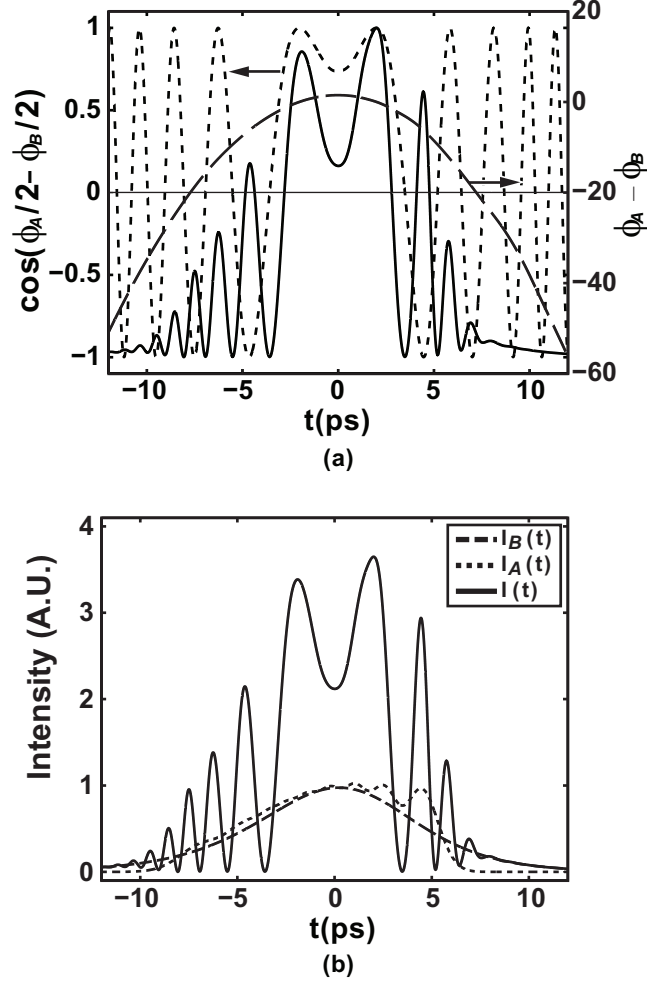 1
0.5
0
−0.5
−1
cos(ϕA/2− ϕB/2)
20
0
−20
−40
−60
ϕA − ϕB
−10 −5 0 5 10
t(ps)
(a)
4
3
2
1
0
Intensity (A.U.)
IB (t)
IA (t)
I (t)
−10 −5 0 5 10
t(ps)
(b)